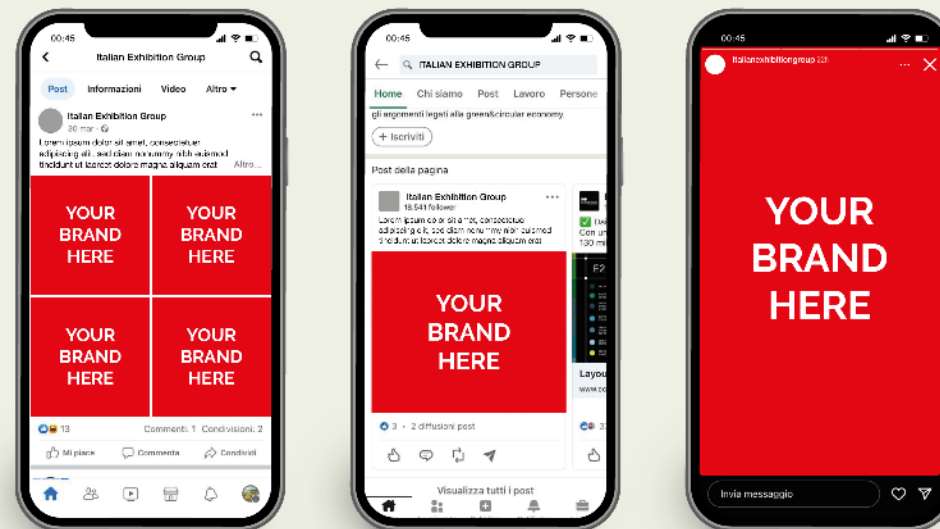 00:45
Italian Exhibition Group
Post Informazioni Video Altro
Italian Exhibition Group
30 mar
Lorem ipsum dolor sit amet, consectetuer
adipiscing elit, sed diam nonummy nibh euismod
tincidunt ut laoreet dolore magna aliquam erat Altro...
YOUR
BRAND
HERE
YOUR
BRAND
HERE
YOUR
BRAND
HERE
YOUR
BRAND
HERE
13 Commenti: 1 Condivisioni: 2
Mi piace Commenta Condividi
00:45
ITALIAN EXHIBITION GROUP
Home Chi siamo Post Lavoro Persone
gli argomenti legati alla green&circular economy.
+ Iscriviti
Post della pagina
Italian Exhibition Group
18.541 follower
Lorem ipsum dolor sit amet, consectetuer
adipiscing elit, sed diam nonummy nibh euismod
tincidunt ut laoreet dolore magna aliquam erat
YOUR
BRAND
HERE
3 • 2 diffusioni post
Visualizza tutti i post
Con un
130 mi
E2
Layou
00:45
italianexhibitiongroup 22h
YOUR
BRAND
HERE
Invia messaggio